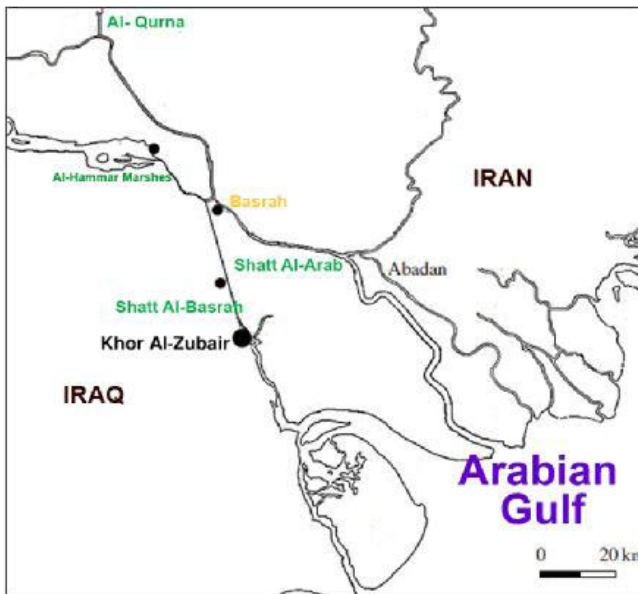 Al- Qurna
Al-Hammar Marshes
IRAN
Basrah
Shatt Al-Arab
Abadan
Shatt Al-Basrah
Khor Al-Zubair
IRAQ
Arabian
Gulf
0 20 km